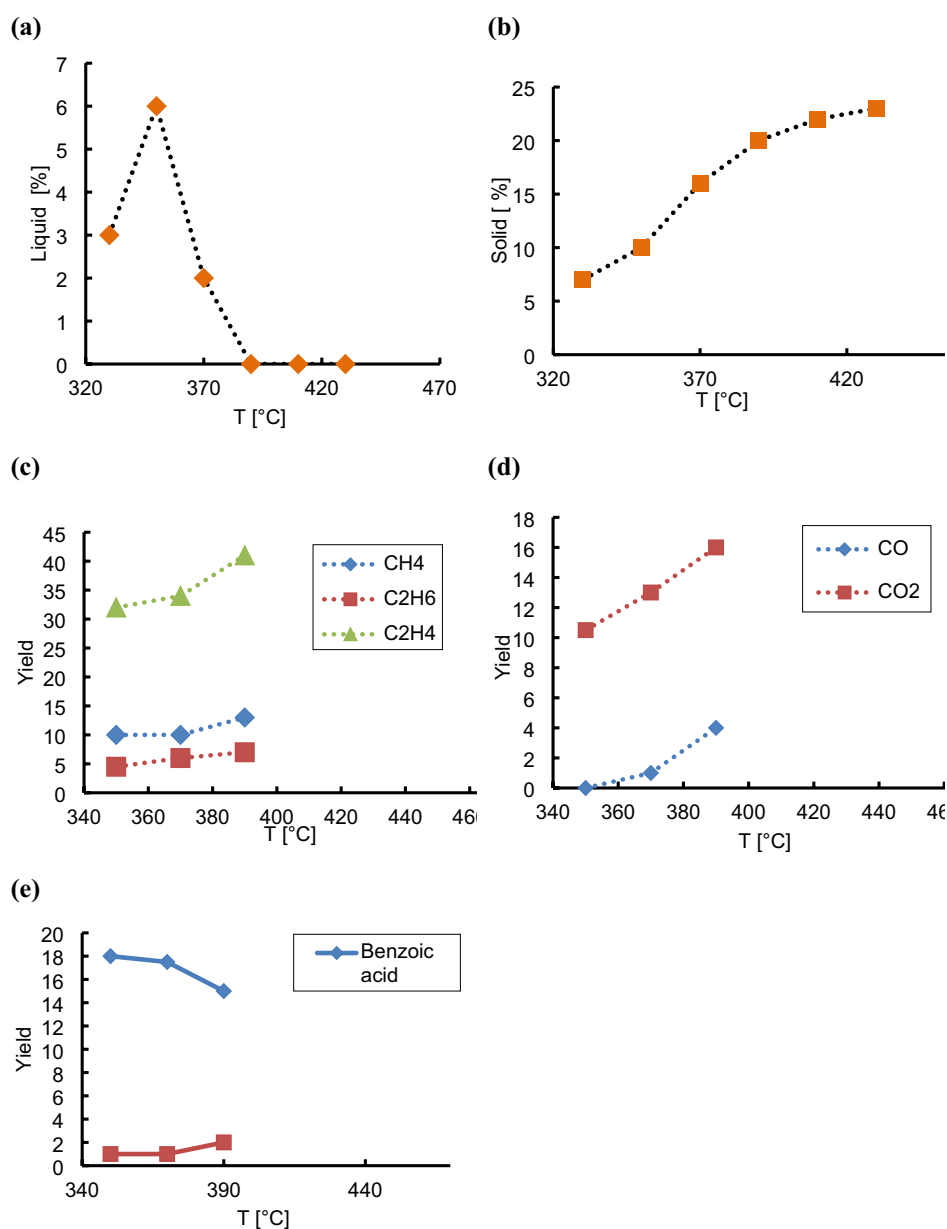 (a)
7
6
5
4
3
2
1
0
Liquid [%]
320 370 420 470
T [°C]
(b)
25
20
15
10
5
0
Solid [ %]
320 370 420
T [°C]
(c)
45
40
35
30
25
20
15
10
5
0
Yield
340 360 380 400 420 440
T [°C]
CH4
C2H6
C2H4
(d)
18
16
14
12
10
8
6
4
2
0
Yield
340 360 380 400 420 440
T [°C]
CO
CO2
(e)
20
18
16
14
12
10
8
6
4
2
0
Yield
340 390 440
T [°C]
Benzoic
acid